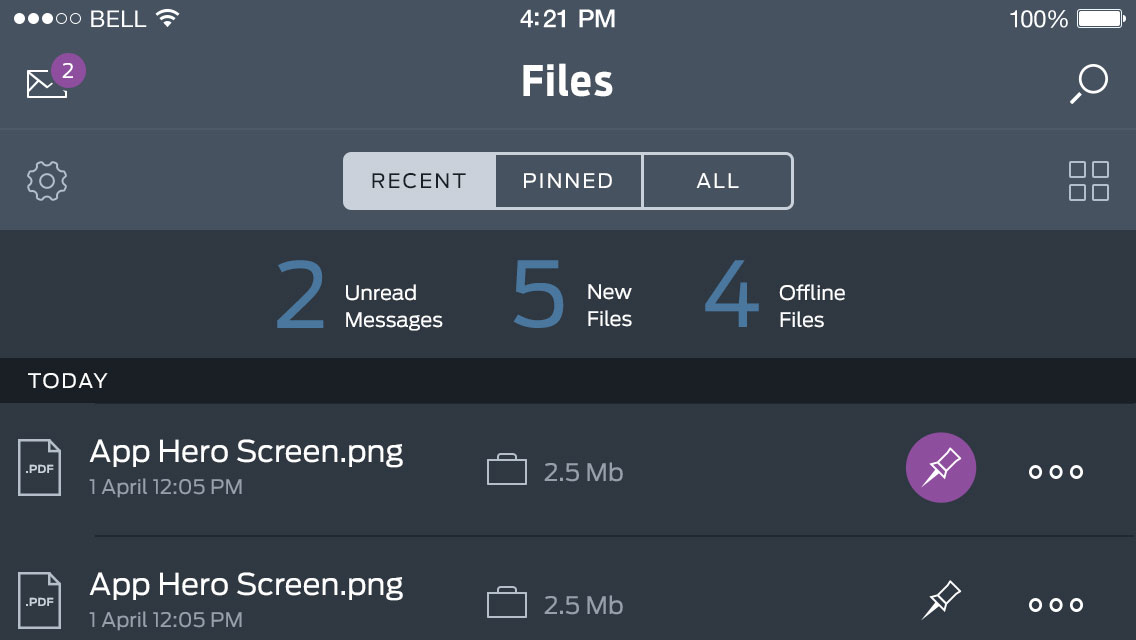 BELL 4:21 PM 100%
2 Files
RECENT PINNED ALL
2 Unread Messages 5 New Files 4 Offline Files
TODAY
.PDF App Hero Screen.png 2.5 Mb
1 April 12:05 PM
.PDF App Hero Screen.png 2.5 Mb
1 April 12:05 PM